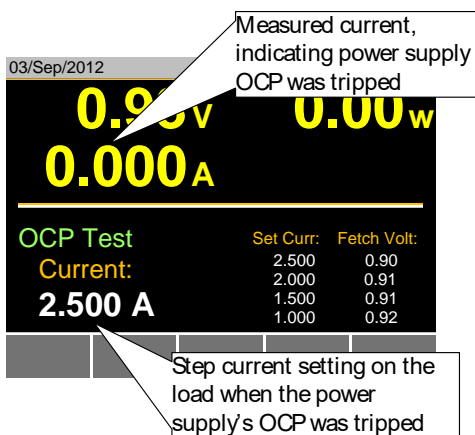 Measured current,
indicating power supply
OCP was tripped
03/Sep/2012
V
0.00 w
0.000 A
OCP Test
Current:
2.500 A
Set Curr: Fetch Volt:
2.500 0.90
2.000 0.91
1.500 0.91
1.000 0.92
Step current setting on the
load when the power
supply's OCP was tripped